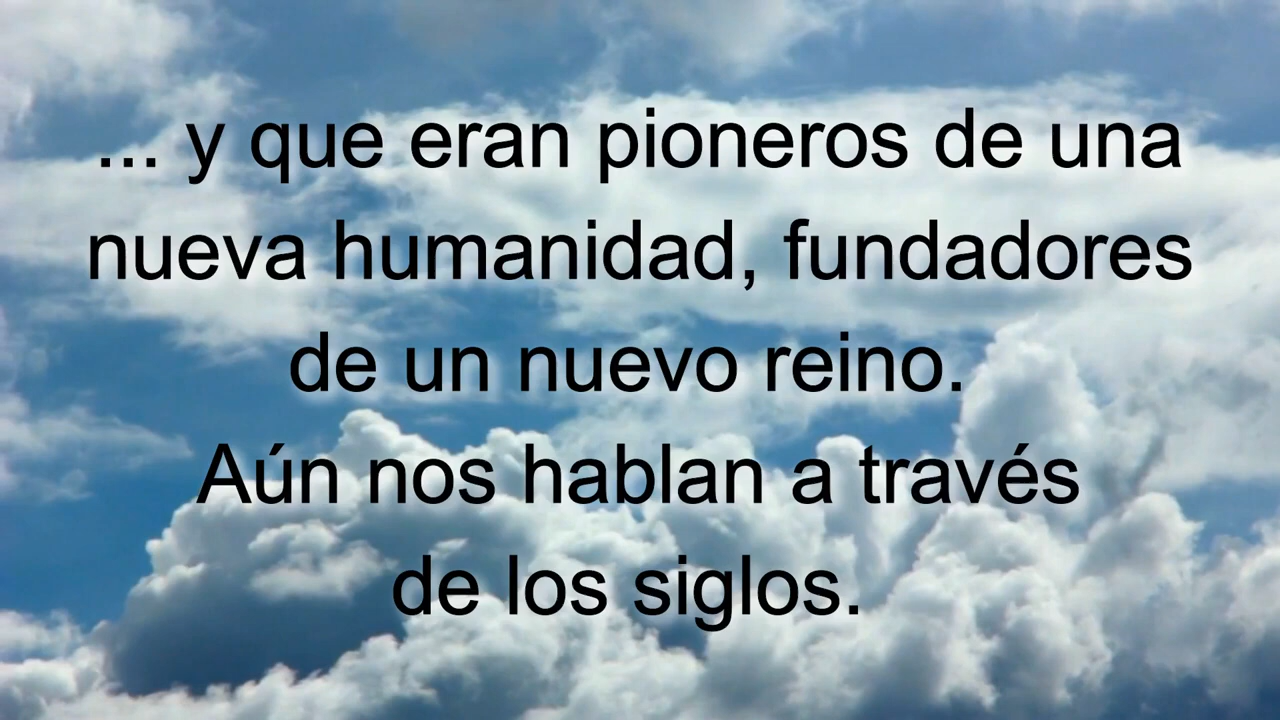 ... y que eran pioneros de una
nueva humanidad, fundadores
de un nuevo reino.
Aún nos hablan a través
de los siglos.